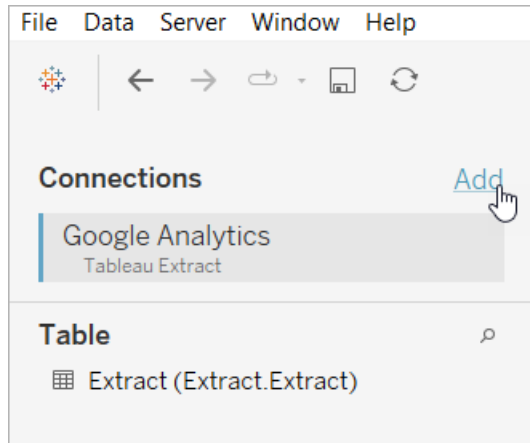 File Data Server Window Help
Connections Add
Google Analytics
Tableau Extract
Table
Extract (Extract.Extract)